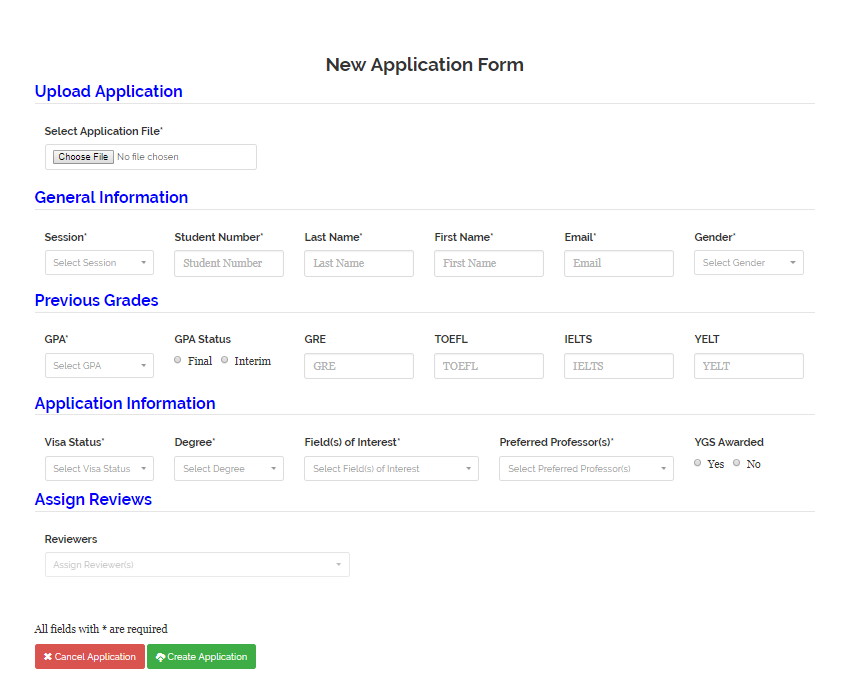 New Application Form
Upload Application
Select Application File*
Choose File No file chosen
General Information
Session* Student Number* Last Name* First Name* Email* Gender*
Select Session Student Number Last Name First Name Email Select Gender
Previous Grades
GPA* GPA Status GRE TOEFL IELTS YELT
Select GPA Final Interim GRE TOEFL IELTS YELT
Application Information
Visa Status* Degree* Field(s) of Interest* Preferred Professor(s)* YGS Awarded
Select Visa Status Select Degree Select Field(s) of Interest Select Preferred Professor(s) Yes No
Assign Reviews
Reviewers
Assign Reviewer(s)
All fields with * are required
Cancel Application Create Application